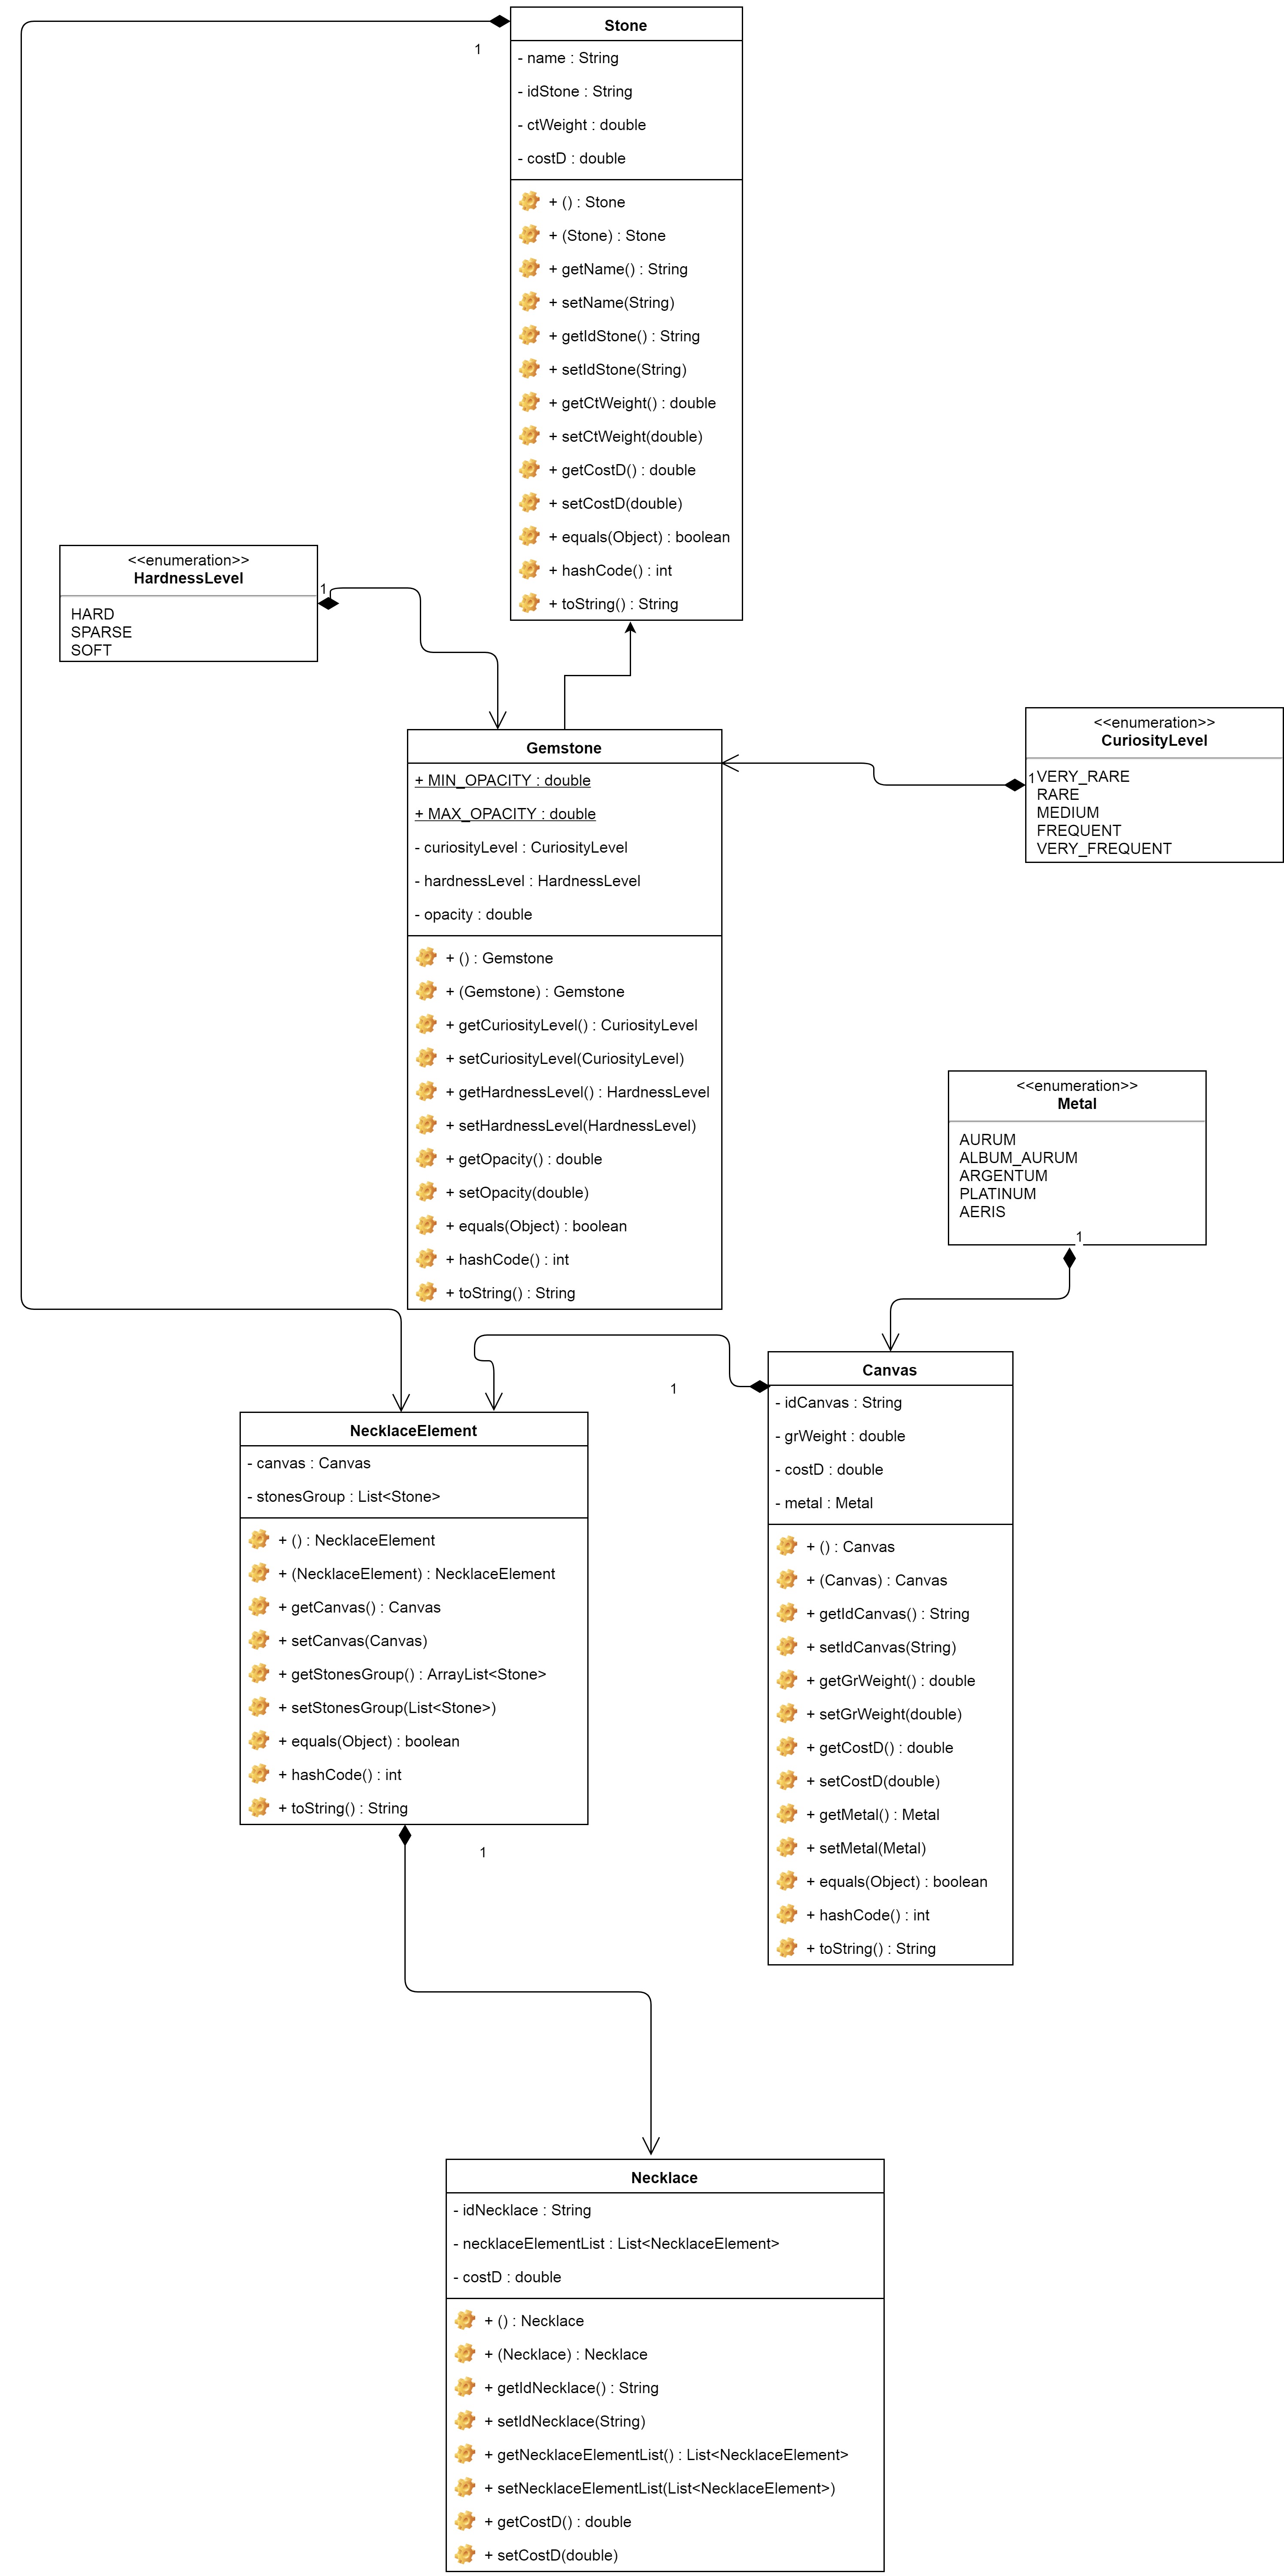 Stone
1
- name : String
- idStone : String
- ctWeight : double
- costD : double
+ () : Stone
+ (Stone) : Stone
+ getName() : String
+ setName(String)
+ getIdStone() : String
+ setIdStone(String)
+ getCtWeight() : double
+ setCtWeight(double)
+ getCostD() : double
+ setCostD(double)
+ equals(Object) : boolean
+ hashCode() : int
+ toString() : String
<<enumeration>>
HardnessLevel
1
HARD
SPARSE
SOFT
<<enumeration>>
CuriosityLevel
1
VERY_RARE
RARE
MEDIUM
FREQUENT
VERY_FREQUENT
Gemstone
+ MIN_OPACITY : double
+ MAX_OPACITY : double
- curiosityLevel : CuriosityLevel
- hardnessLevel : HardnessLevel
- opacity : double
+ () : Gemstone
+ (Gemstone) : Gemstone
+ getCuriosityLevel() : CuriosityLevel
+ setCuriosityLevel(CuriosityLevel)
+ getHardnessLevel() : HardnessLevel
+ setHardnessLevel(HardnessLevel)
+ getOpacity() : double
+ setOpacity(double)
+ equals(Object) : boolean
+ hashCode() : int
+ toString() : String
<<enumeration>>
Metal
AURUM
ALBUM_AURUM
ARGENTUM
PLATINUM
AERIS
1
Canvas
1
- idCanvas : String
- grWeight : double
- costD : double
- metal : Metal
+ () : Canvas
+ (Canvas) : Canvas
+ getIdCanvas() : String
+ setIdCanvas(String)
+ getGrWeight() : double
+ setGrWeight(double)
+ getCostD() : double
+ setCostD(double)
+ getMetal() : Metal
+ setMetal(Metal)
+ equals(Object) : boolean
+ hashCode() : int
+ toString() : String
NecklaceElement
- canvas : Canvas
- stonesGroup : List<Stone>
+ () : NecklaceElement
+ (NecklaceElement) : NecklaceElement
+ getCanvas() : Canvas
+ setCanvas(Canvas)
+ getStonesGroup() : ArrayList<Stone>
+ setStonesGroup(List<Stone>)
+ equals(Object) : boolean
+ hashCode() : int
+ toString() : String
1
Necklace
- idNecklace : String
- necklaceElementList : List<NecklaceElement>
- costD : double
+ () : Necklace
+ (Necklace) : Necklace
+ getIdNecklace() : String
+ setIdNecklace(String)
+ getNecklaceElementList() : List<NecklaceElement>
+ setNecklaceElementList(List<NecklaceElement>)
+ getCostD() : double
+ setCostD(double)